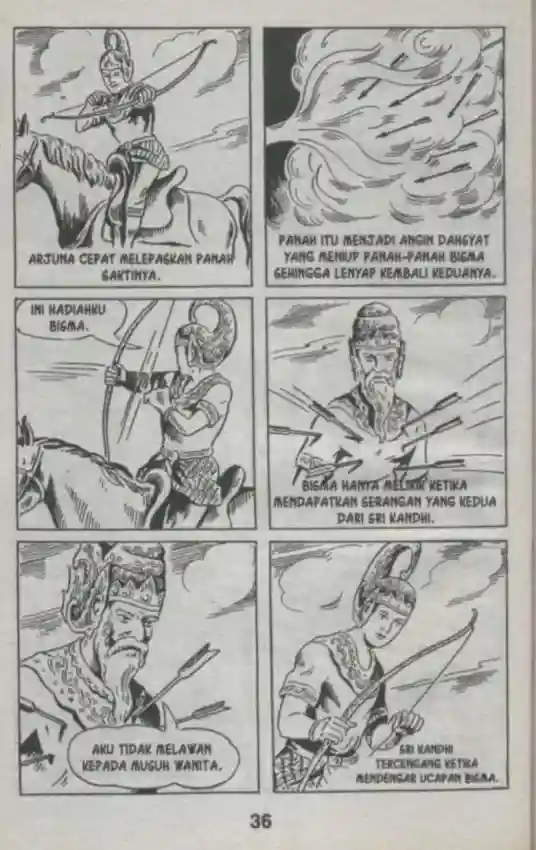 ARJUNA CEPAT MELEPASKAN PANAH
SAKTINYA.
PANAH ITU MENJADI ANGIN DAHSYAT
YANG MENIUP PANAH-PANAH BISMA
SEHINGGA LENYAP KEMBALI KEDUANYA.
INI HADIAHKU
BISMA.
BISMA HANYA MELIRIK KETIKA
MENDAPATKAN SERANGAN YANG KEDUA
DARI SRI KANDHI.
AKU TIDAK MELAWAN
KEPADA MUSUH WANITA.
SRI KANDHI
TERCENGANG KETIKA
MENDENGAR UCAPAN BISMA.
36